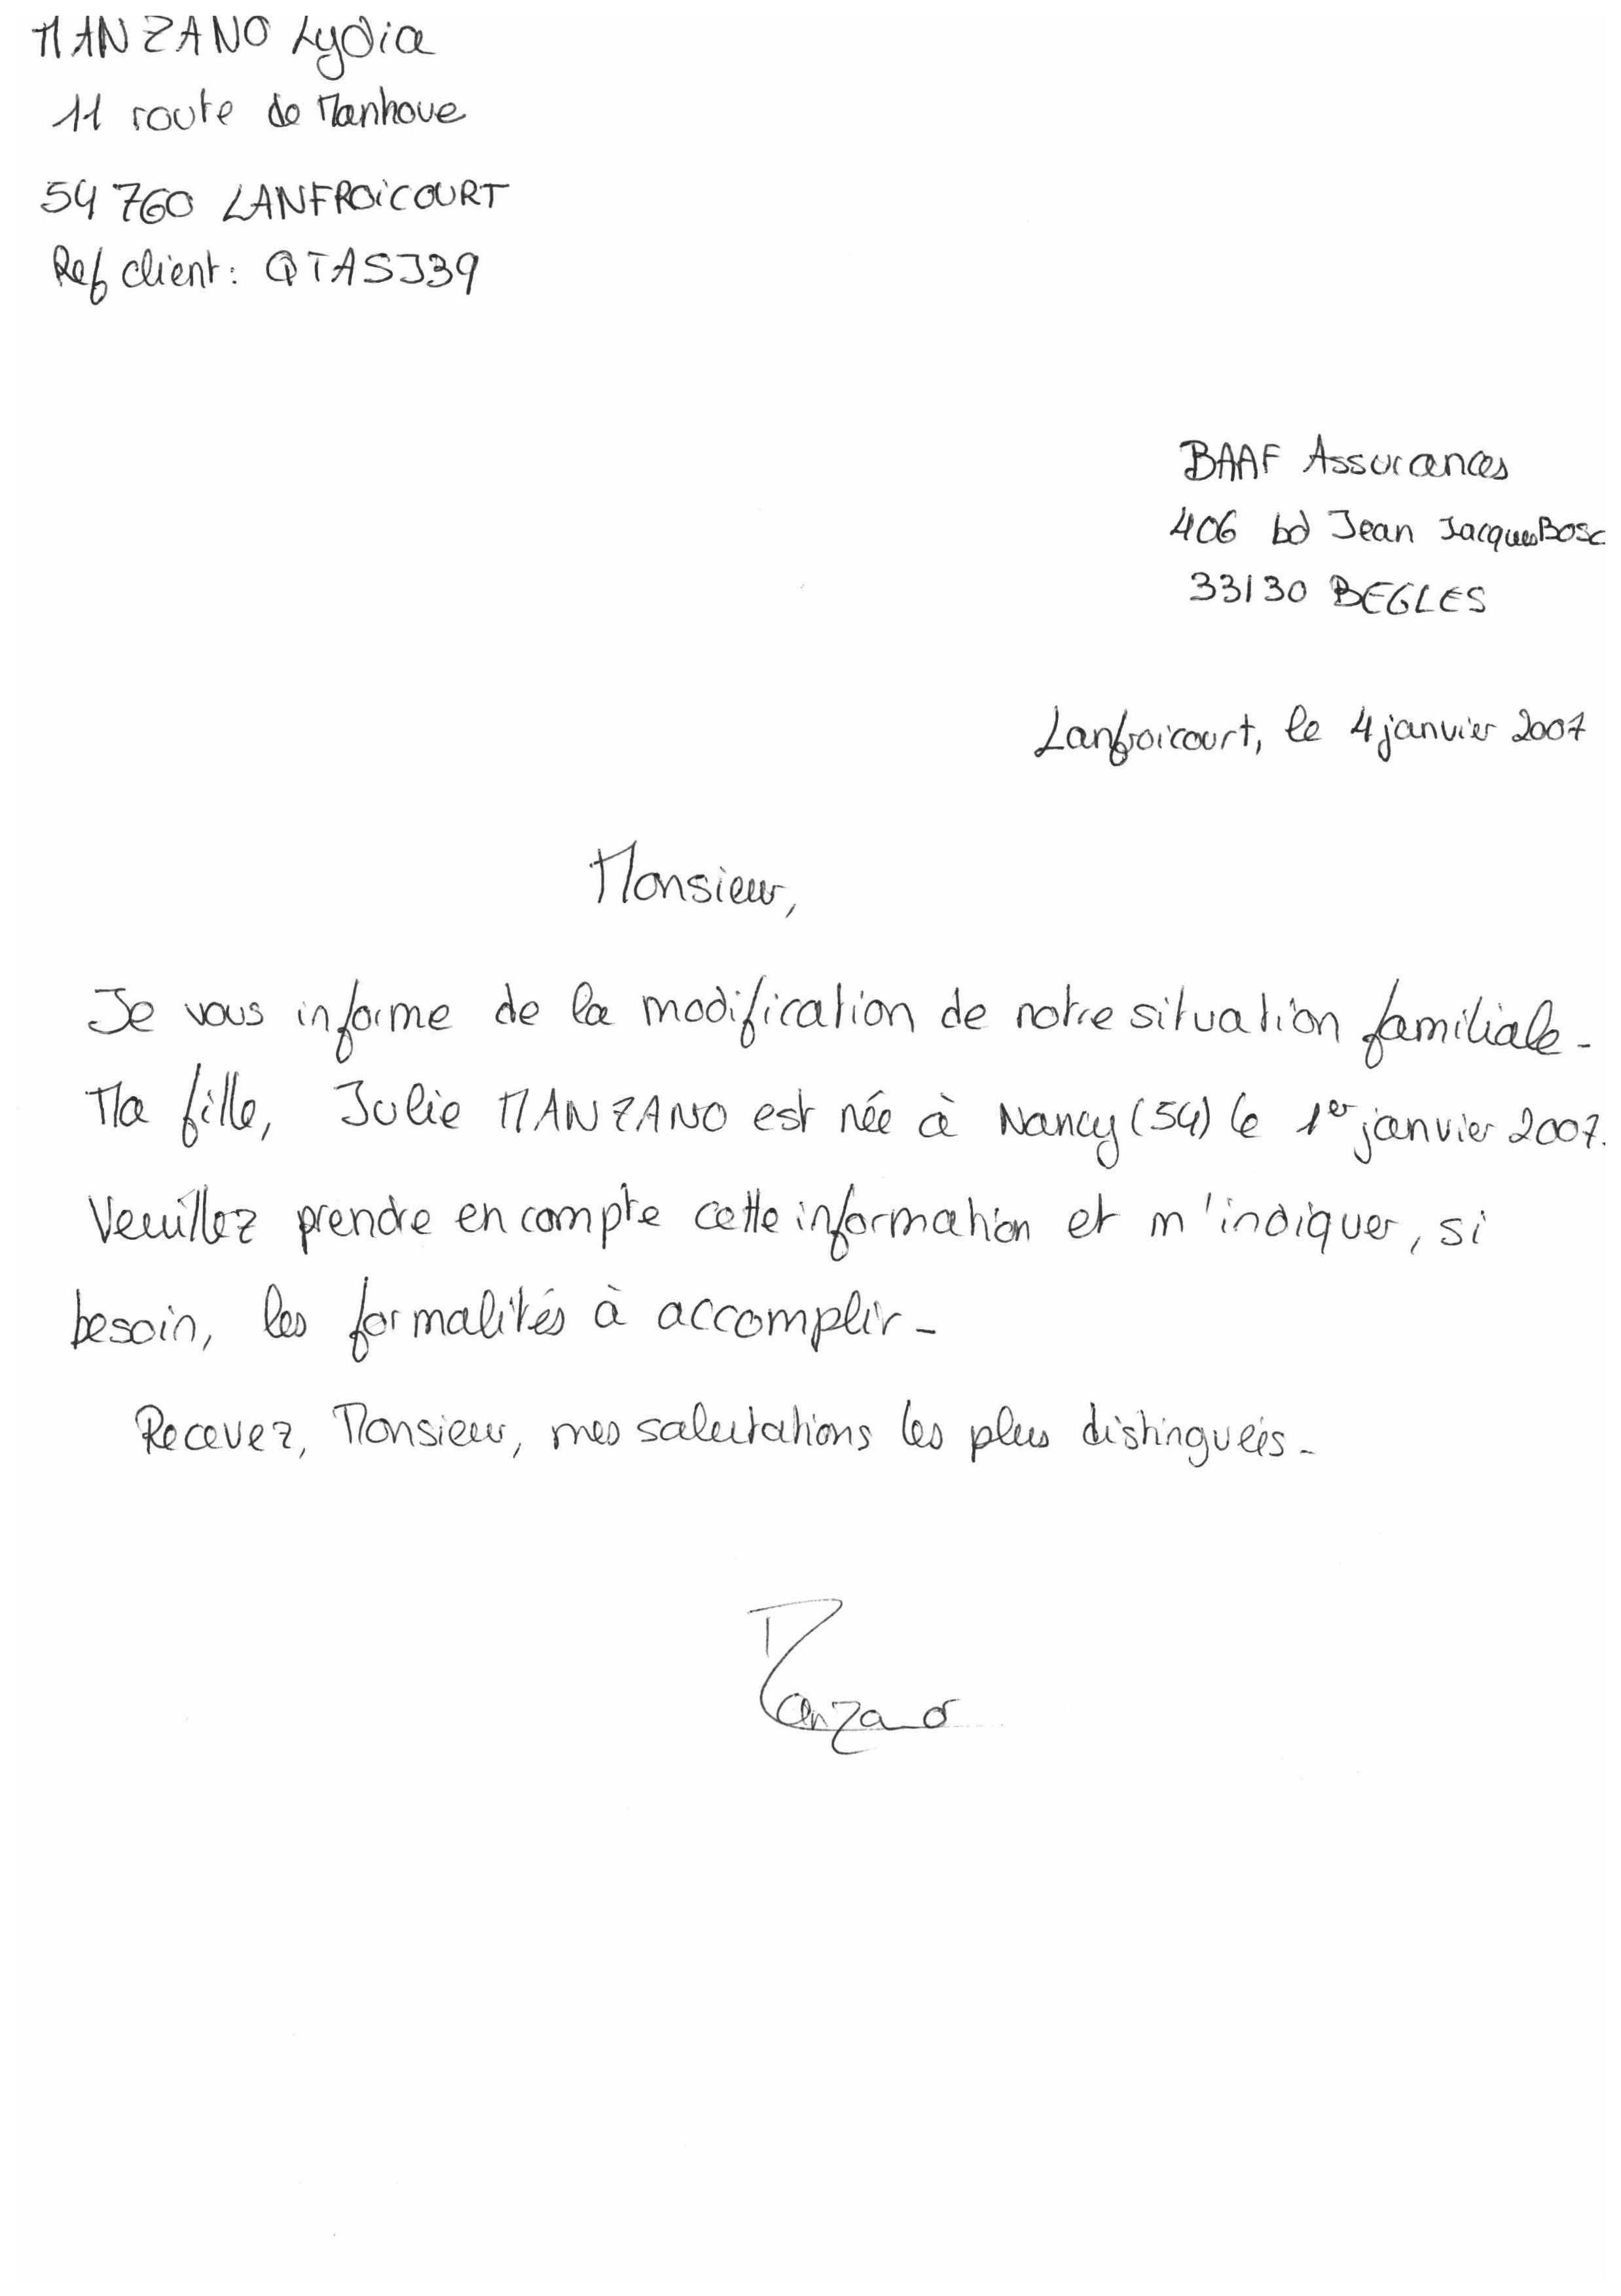 MANZANO Lydia
11 route de Manhoue
54760 LANFROiCOURT
Ref client : QTASJ39
BAAF Assurances
406 bd Jean Jacques Bosc
33130 BEGLES
Lanfroicourt, le 4 janvier 2007
Monsieur,
Je vous informe de la modification de notre situation familiale.
Ma fille, Julie MANZANO est née à Nancy (54) le 1er janvier 2007.
Veuillez prendre en compte cette information et m'indiquer, si
besoin, les formalités à accomplir.
Recevez, Monsieur, mes salutations les plus distinguées.
Manzano